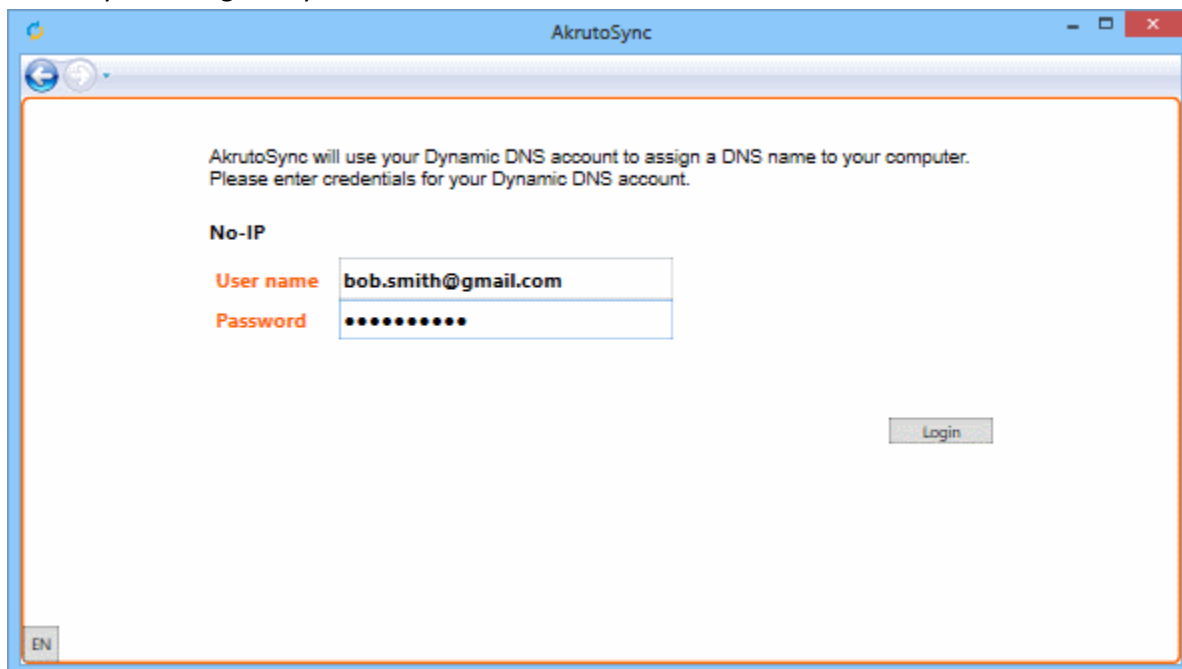 AkrutoSync
AkrutoSync will use your Dynamic DNS account to assign a DNS name to your computer.
Please enter credentials for your Dynamic DNS account.
No-IP
User name bob.smith@gmail.com
Password ●●●●●●●●●●
Login
EN